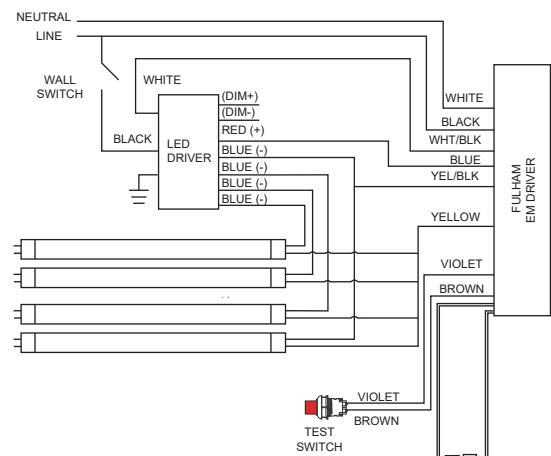 NEUTRAL
LINE
WALL
SWITCH
WHITE
BLACK
LED
DRIVER
(DIM+)
(DIM-)
RED (+)
BLUE (-)
BLUE (-)
BLUE (-)
BLUE (-)
WHITE
BLACK
WHT/BLK
BLUE
YEL/BLK
YELLOW
VIOLET
BROWN
FULHAM
EM DRIVER
VIOLET
BROWN
TEST
SWITCH